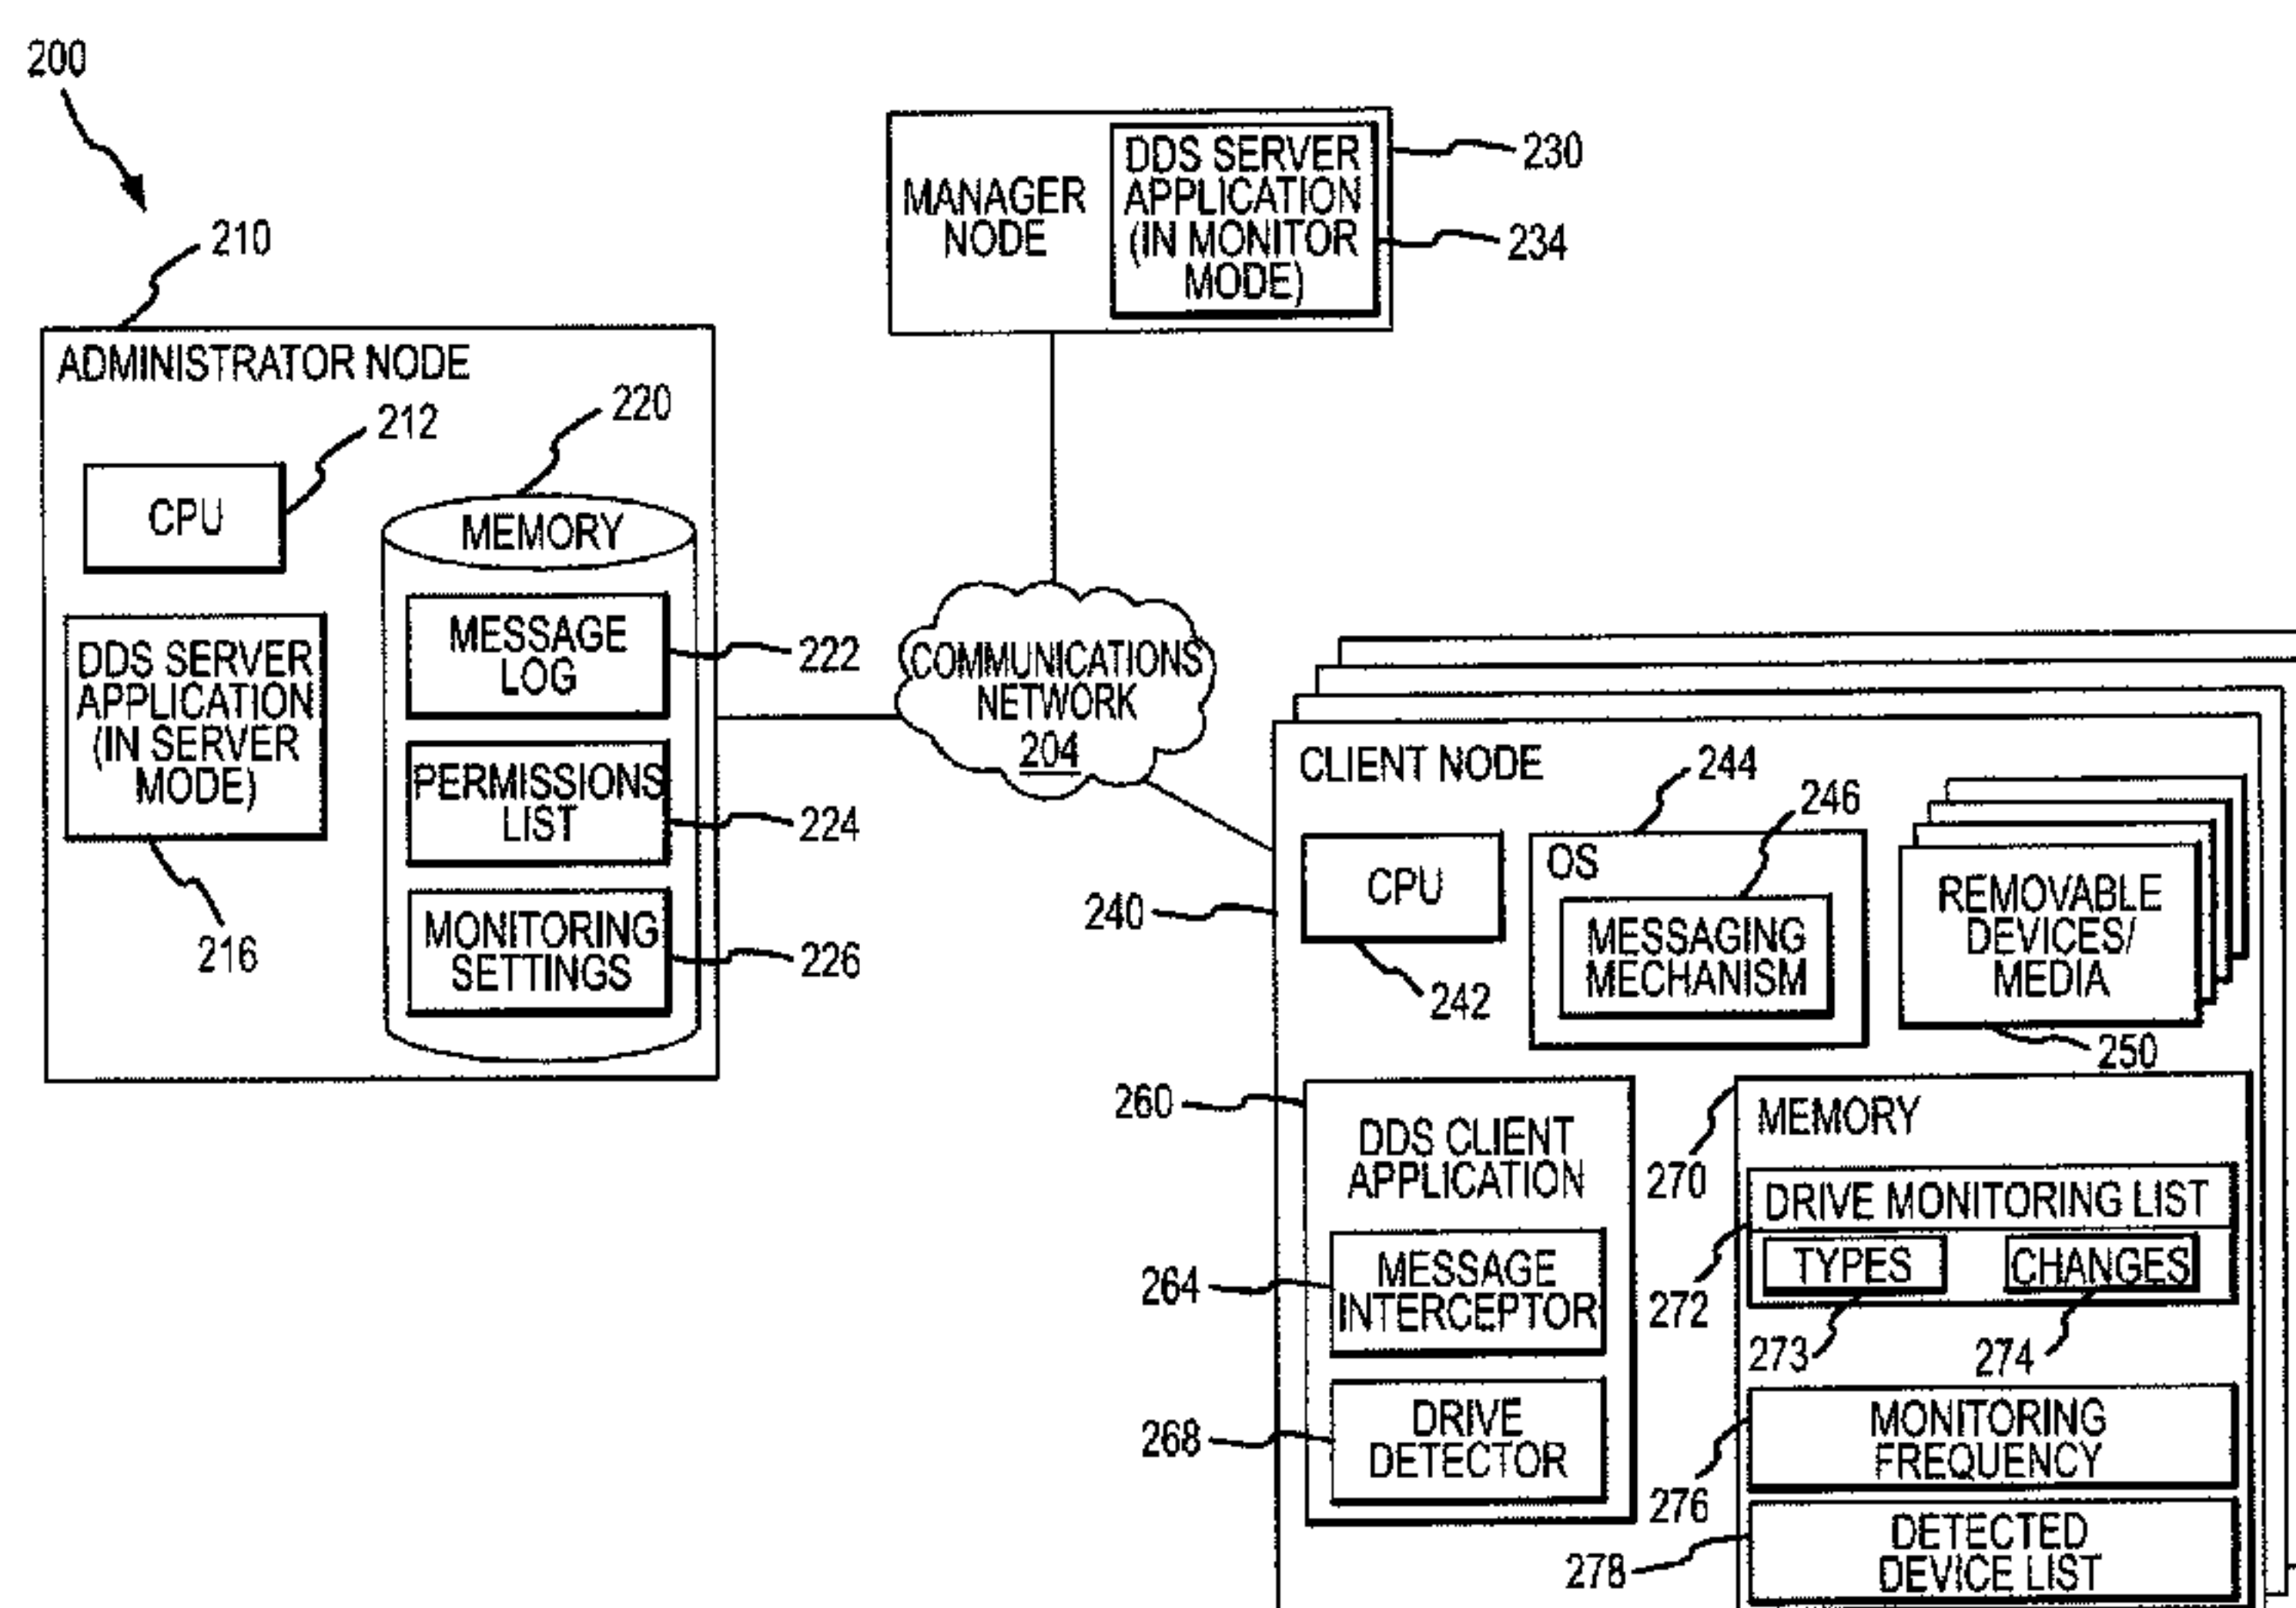 200
210
ADMINISTRATOR NODE
212
CPU
220
MEMORY
DDS SERVER
APPLICATION
(IN SERVER
MODE)
216
MESSAGE
LOG
222
PERMISSIONS
LIST
224
MONITORING
SETTINGS
226
MANAGER
NODE
DDS SERVER
APPLICATION
(IN MONITOR
MODE)
230
234
COMMUNICATIONS
NETWORK
204
CLIENT NODE
240
CPU
242
244
OS
246
MESSAGING
MECHANISM
REMOVABLE
DEVICES/
MEDIA
250
260
DDS CLIENT
APPLICATION
264
MESSAGE
INTERCEPTOR
268
DRIVE
DETECTOR
270
MEMORY
DRIVE MONITORING LIST
272
TYPES
CHANGES
273
274
MONITORING
FREQUENCY
276
DETECTED
DEVICE LIST
278